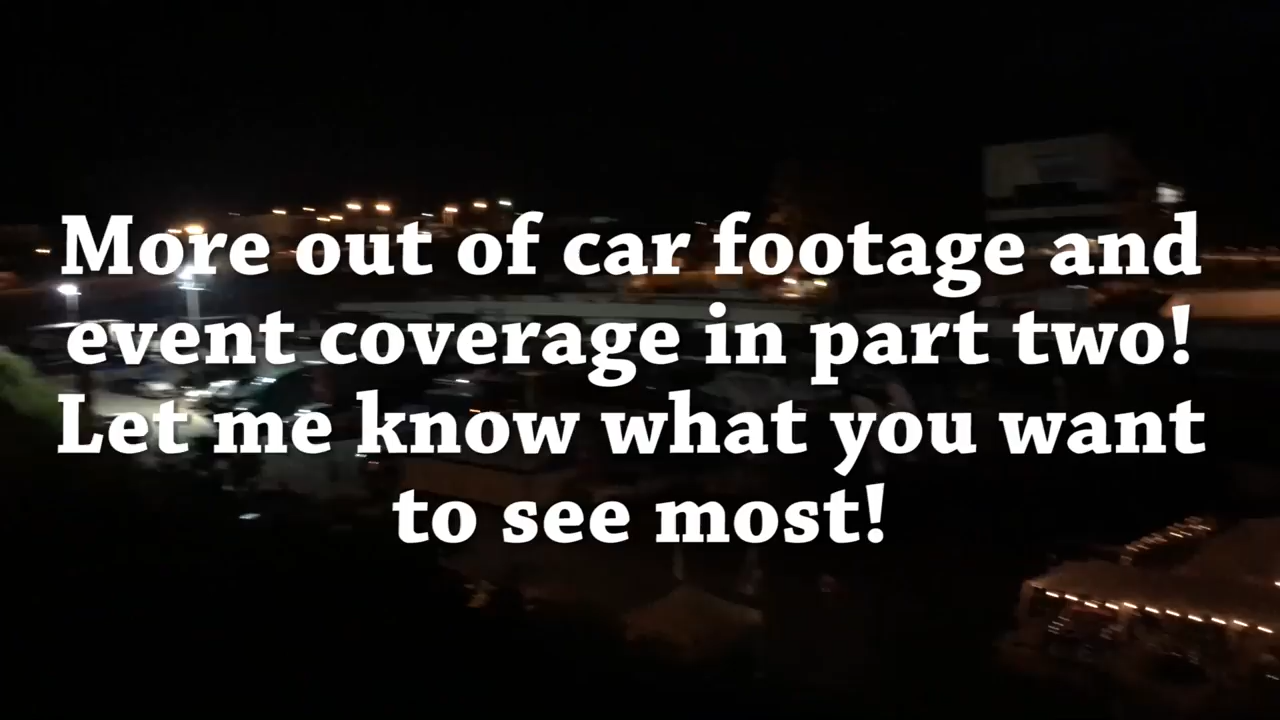 More out of car footage and
event coverage in part two!
Let me know what you want
to see most!